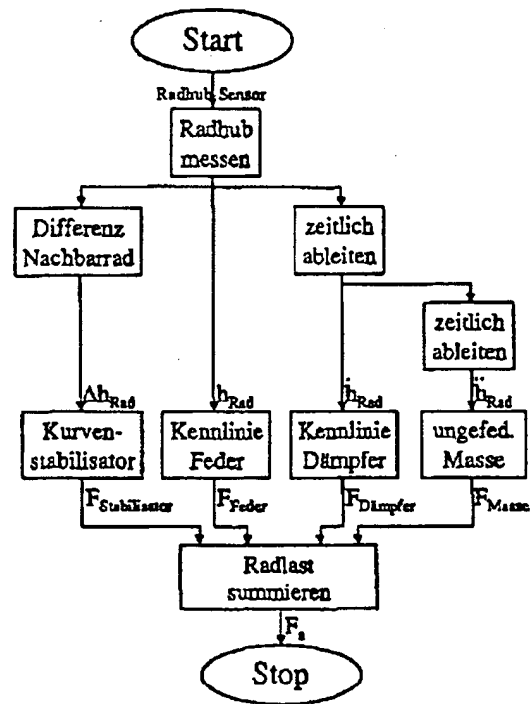 Start
Radhub Sensor
Radhub
messen
Differenz
Nachbarrad
zeitlich
ableiten
zeitlich
ableiten
Δh_Rad
h_Rad
ḣ_Rad
ḧ_Rad
Kurven-
stabilisator
Kennlinie
Feder
Kennlinie
Dämpfer
ungefed.
Masse
F_Stabilisator
F_Feder
F_Dämpfer
F_Masse
Radlast
summieren
F_a
Stop